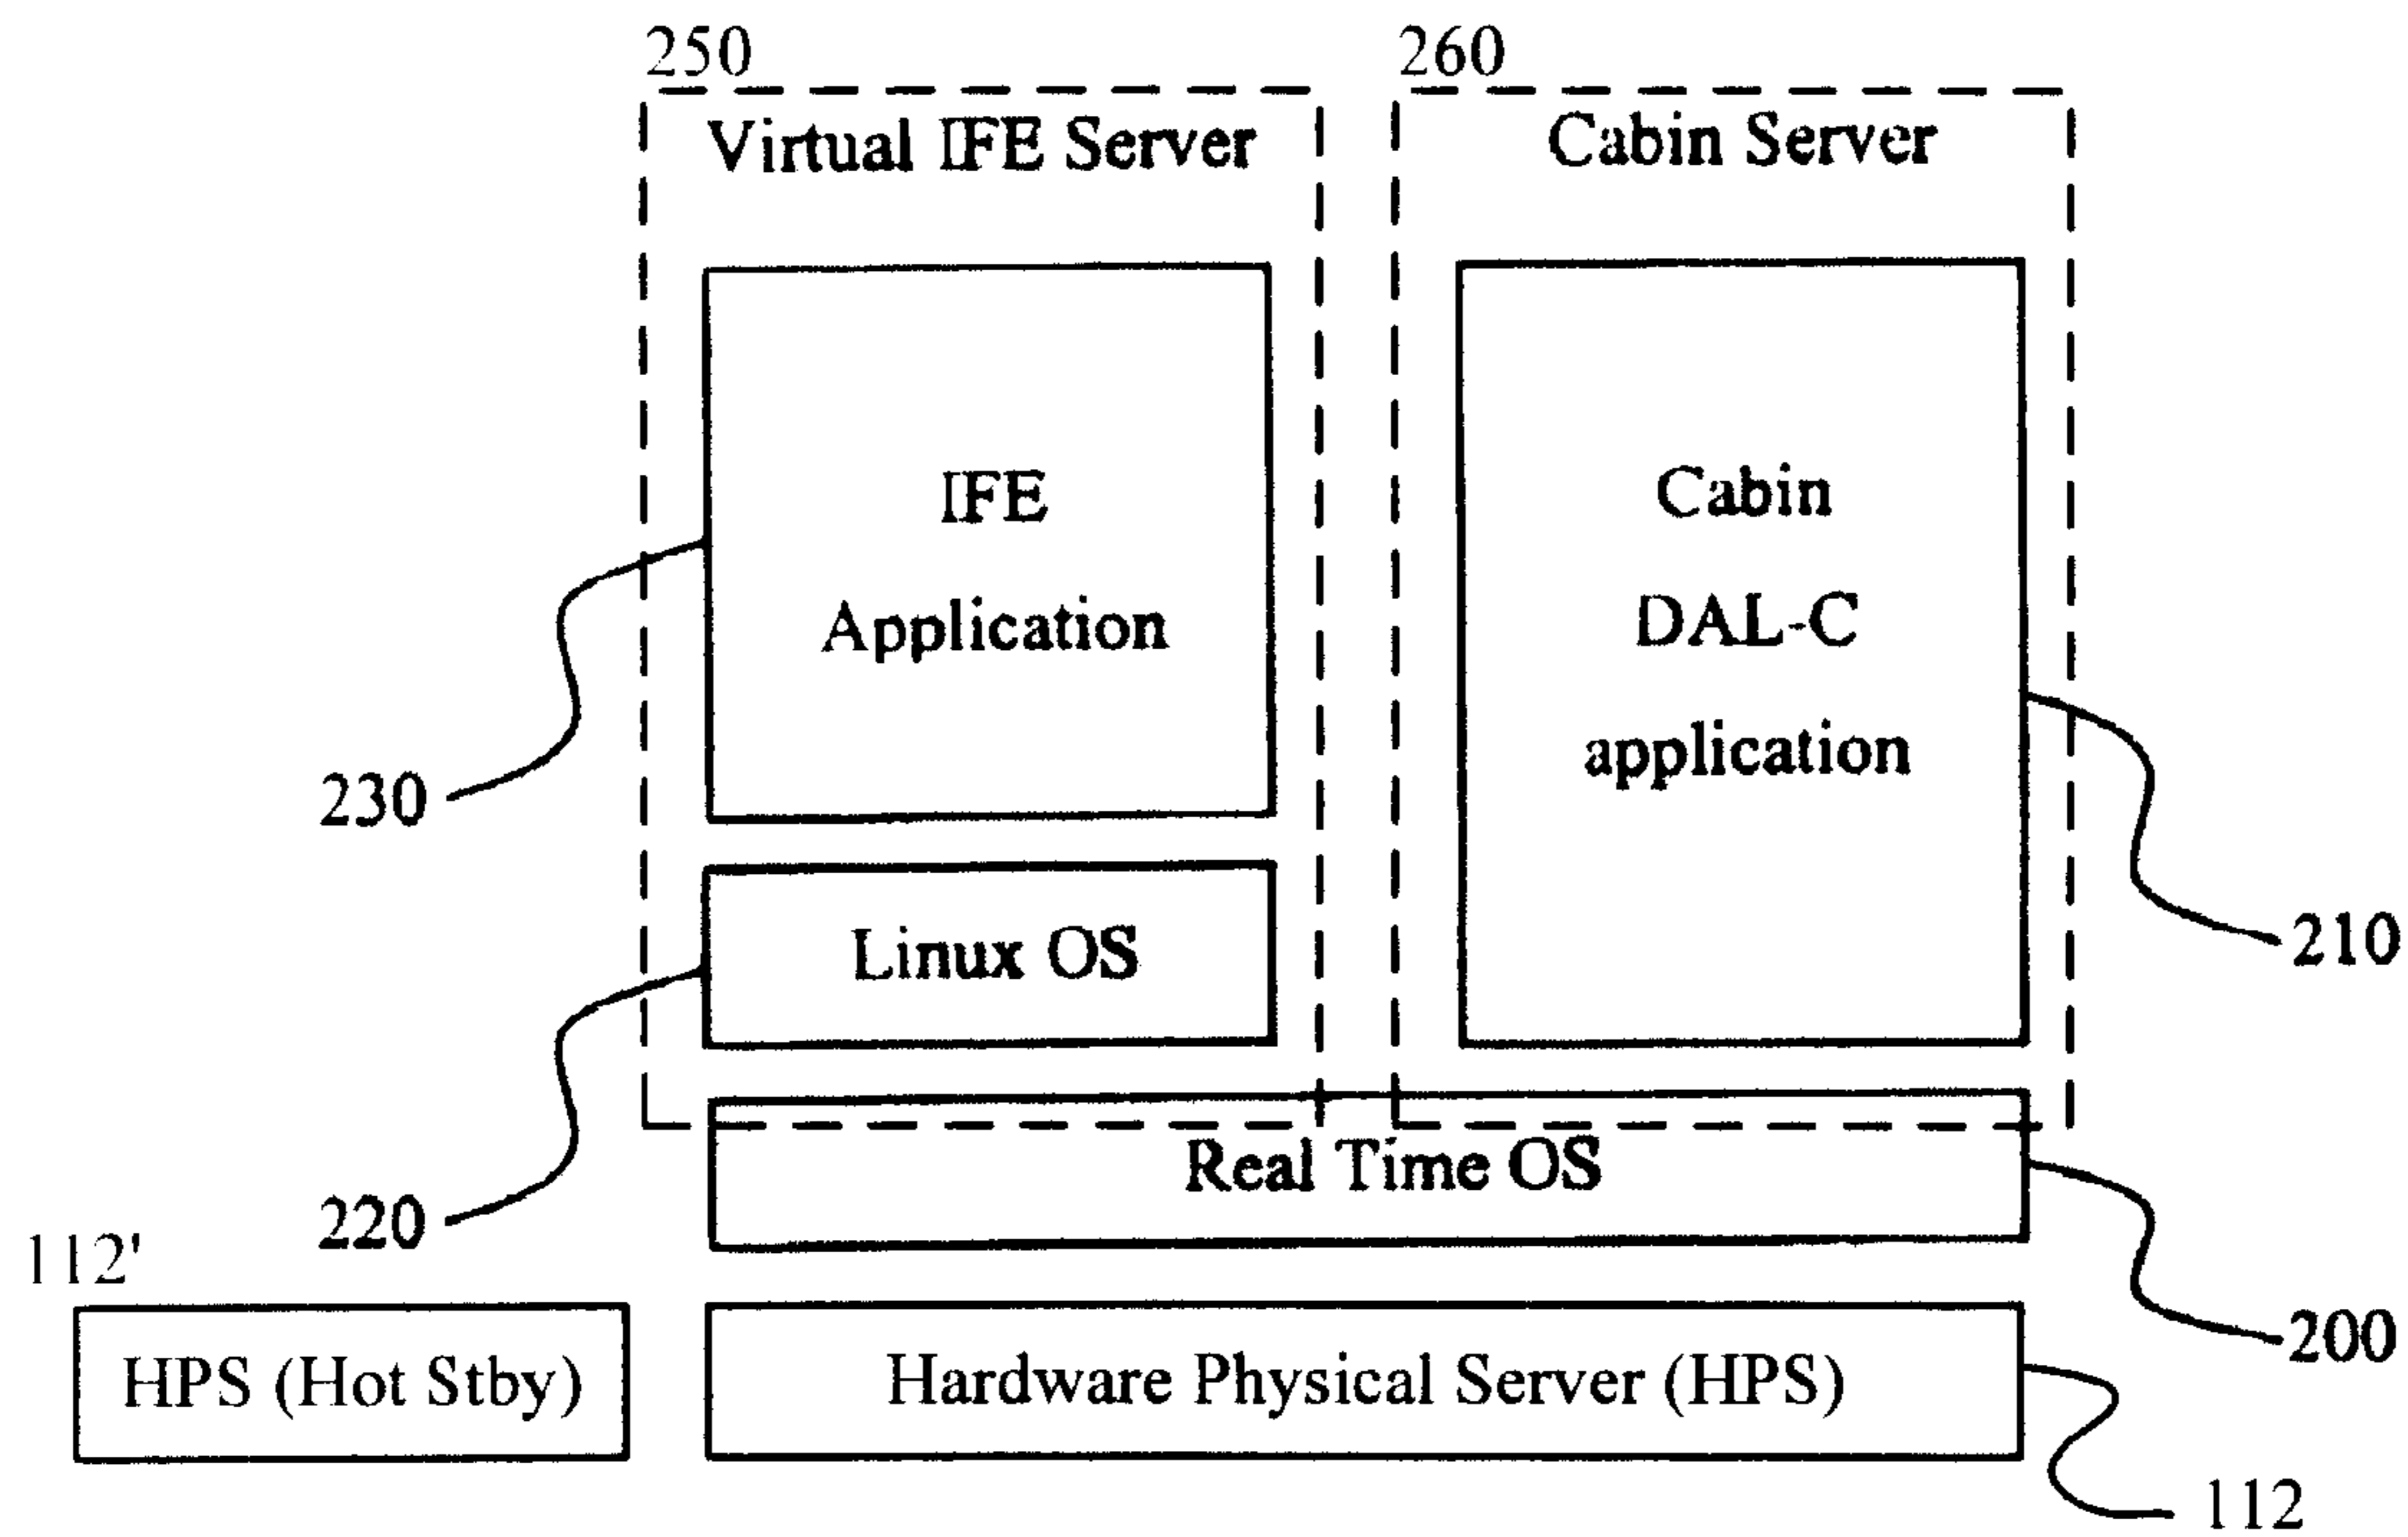 250
260
Virtual IFE Server
Cabin Server
IFE
Application
Cabin
DAL-C
application
230
Linux OS
210
Real Time OS
220
112'
200
HPS (Hot Stby)
Hardware Physical Server (HPS)
112